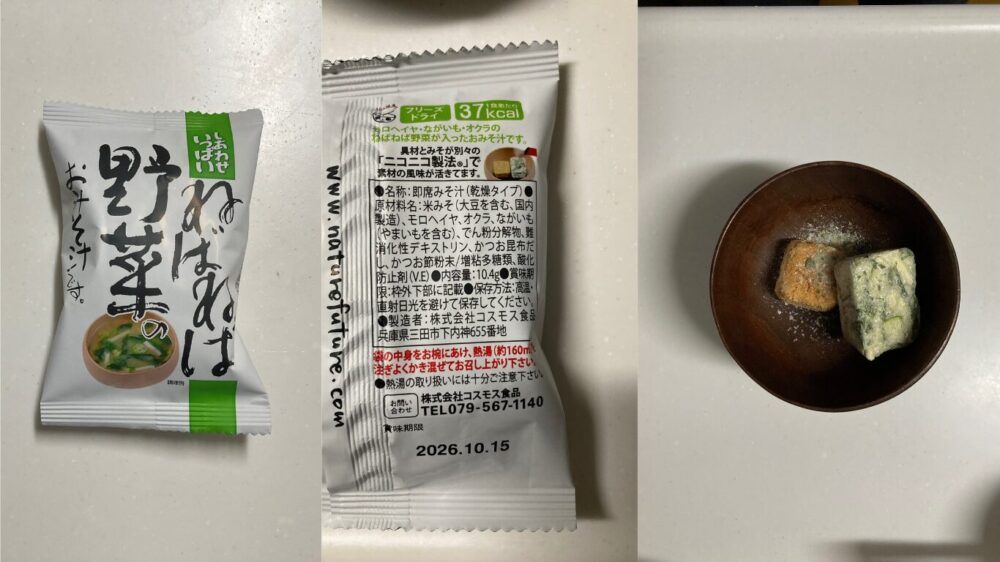 しあわせ
いっぱい
ねばねば
野菜の
おみそ汁です。
調理例
フリーズ
ドライ
1食あたり
37kcal
モロヘイヤ・ながいも・オクラの
ねばねば野菜が入ったおみそ汁です。
具材とみそが別々の
「ニコニコ製法®」で
素材の風味が活きてます。
●名称:即席みそ汁(乾燥タイプ)●
原材料名:米みそ(大豆を含む、国内
製造)、モロヘイヤ、オクラ、ながいも
(やまいもを含む)、でん粉分解物、難
消化性デキストリン、かつお昆布だ
し、かつお節粉末/増粘多糖類、酸化
防止剤(V.E)●内容量:10.4g●賞味期
限:枠外下部に記載●保存方法:高温・
直射日光を避けて保存してください。
●製造者:株式会社コスモス食品
兵庫県三田市下内神655番地
袋の中身をお椀にあけ、熱湯(約160ml)を
注ぎよくかき混ぜてお召し上がり下さい。
●熱湯の取り扱いには十分ご注意下さい。
お問い
合わせ
株式会社コスモス食品
TEL079-567-1140
賞味期限
2026.10.15
www.naturefuture.com